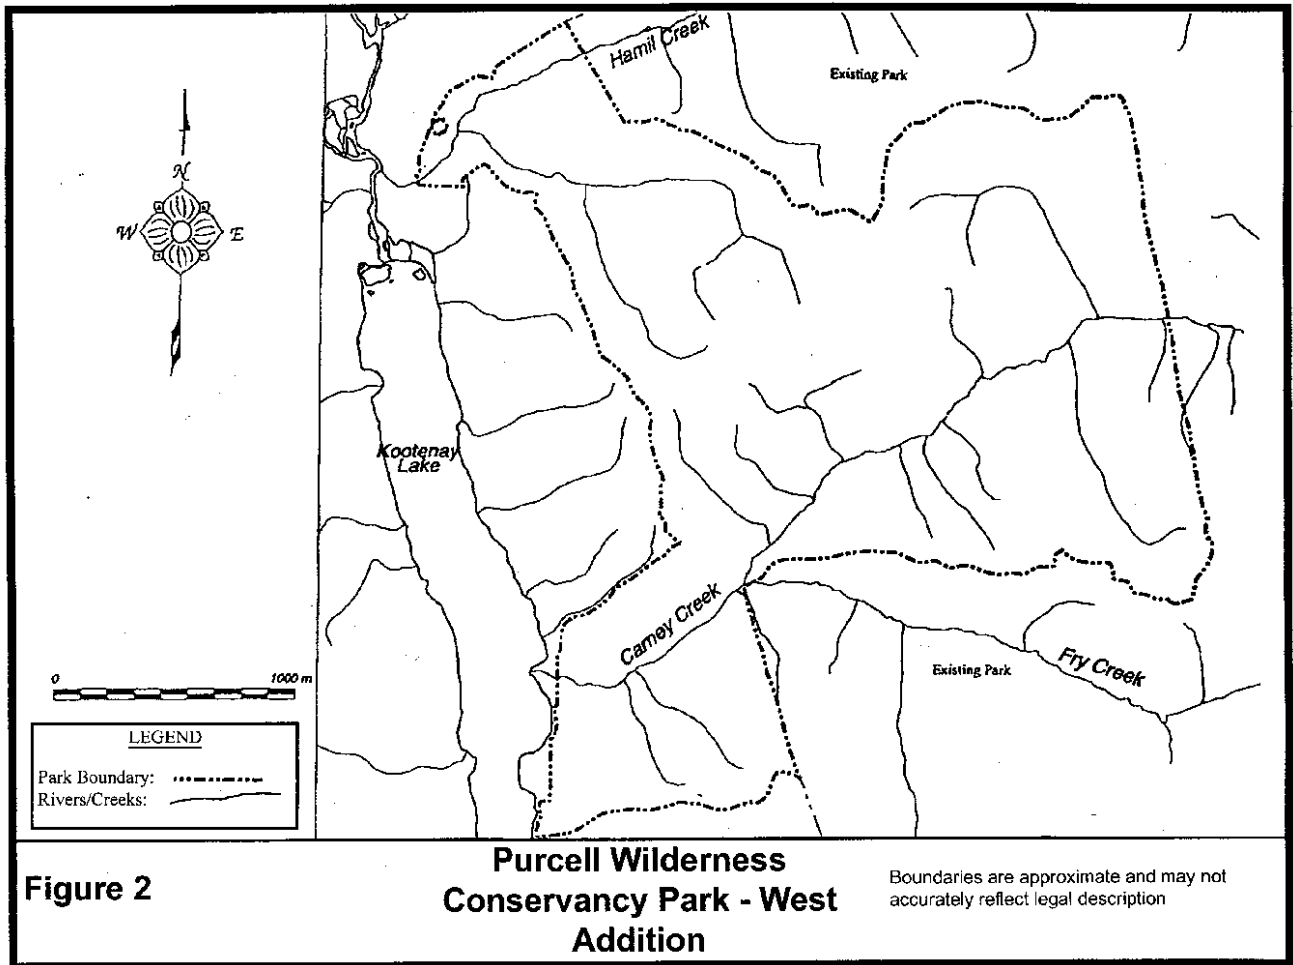 Hamil Creek
Existing Park
N
W E
Kootenay
Lake
Carney Creek
Existing Park
Fry Creek
0 1000 m
LEGEND
Park Boundary:
Rivers/Creeks:
Figure 2
Purcell Wilderness
Conservancy Park - West
Addition
Boundaries are approximate and may not
accurately reflect legal description